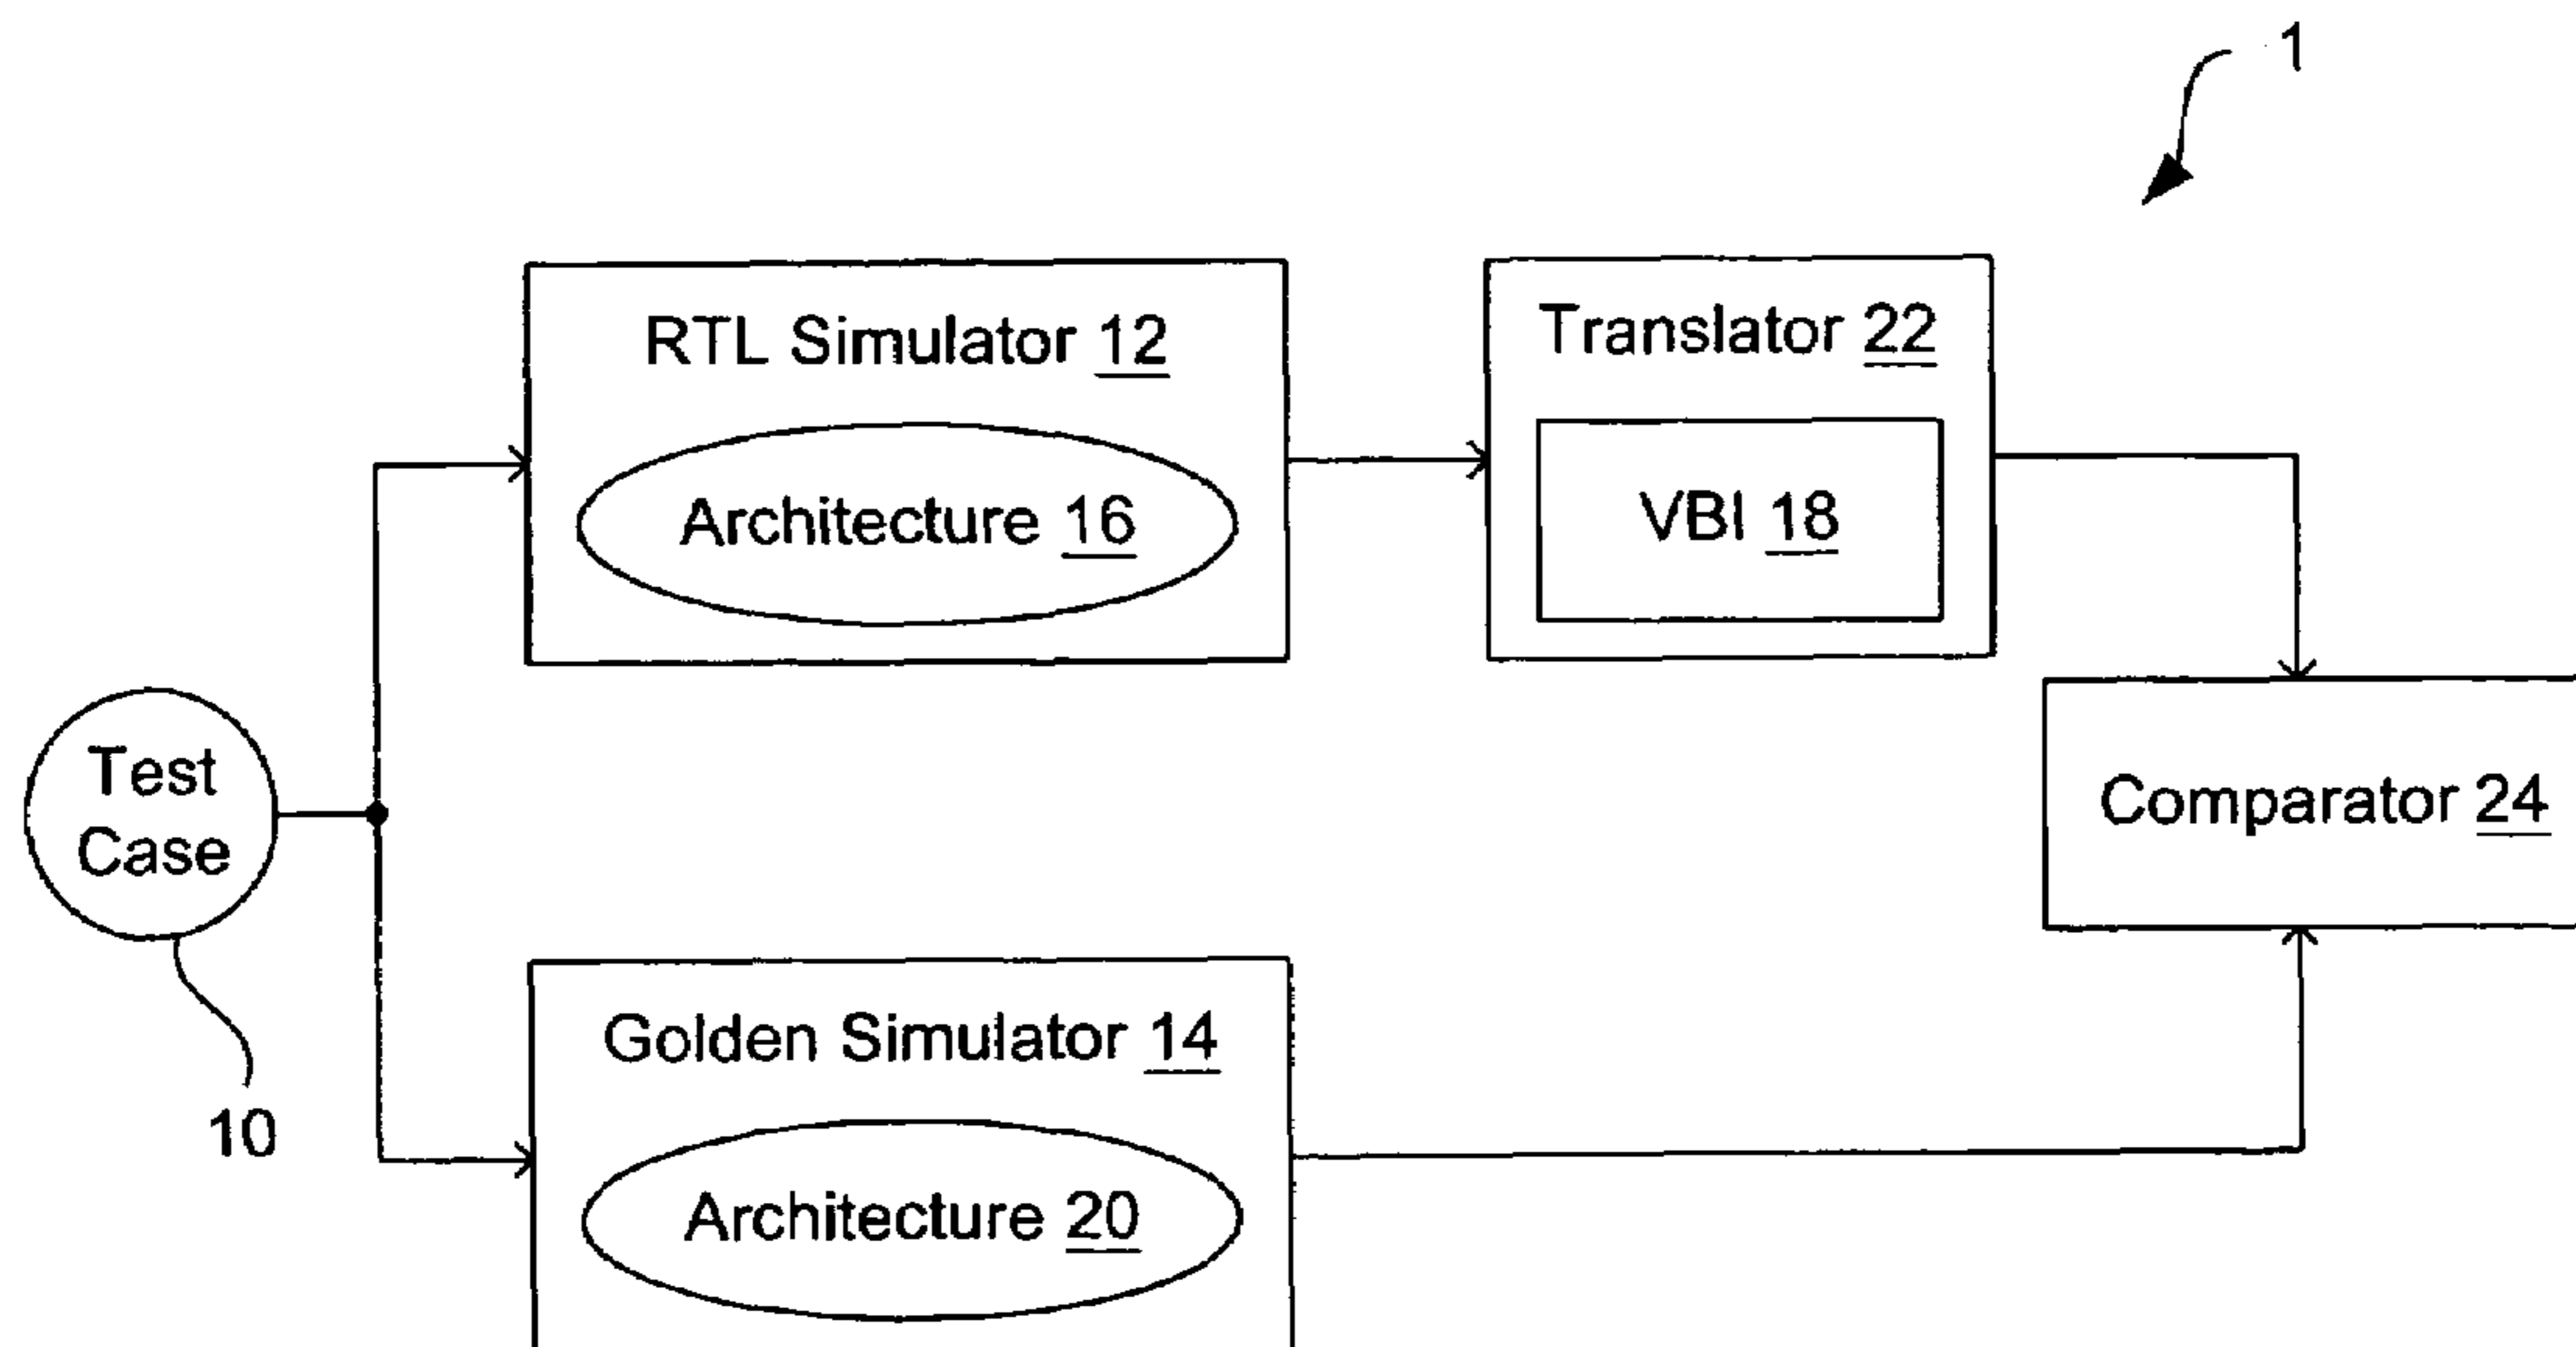 1
RTL Simulator 12
Translator 22
Architecture 16
VBI 18
Test
Case
Comparator 24
10
Golden Simulator 14
Architecture 20